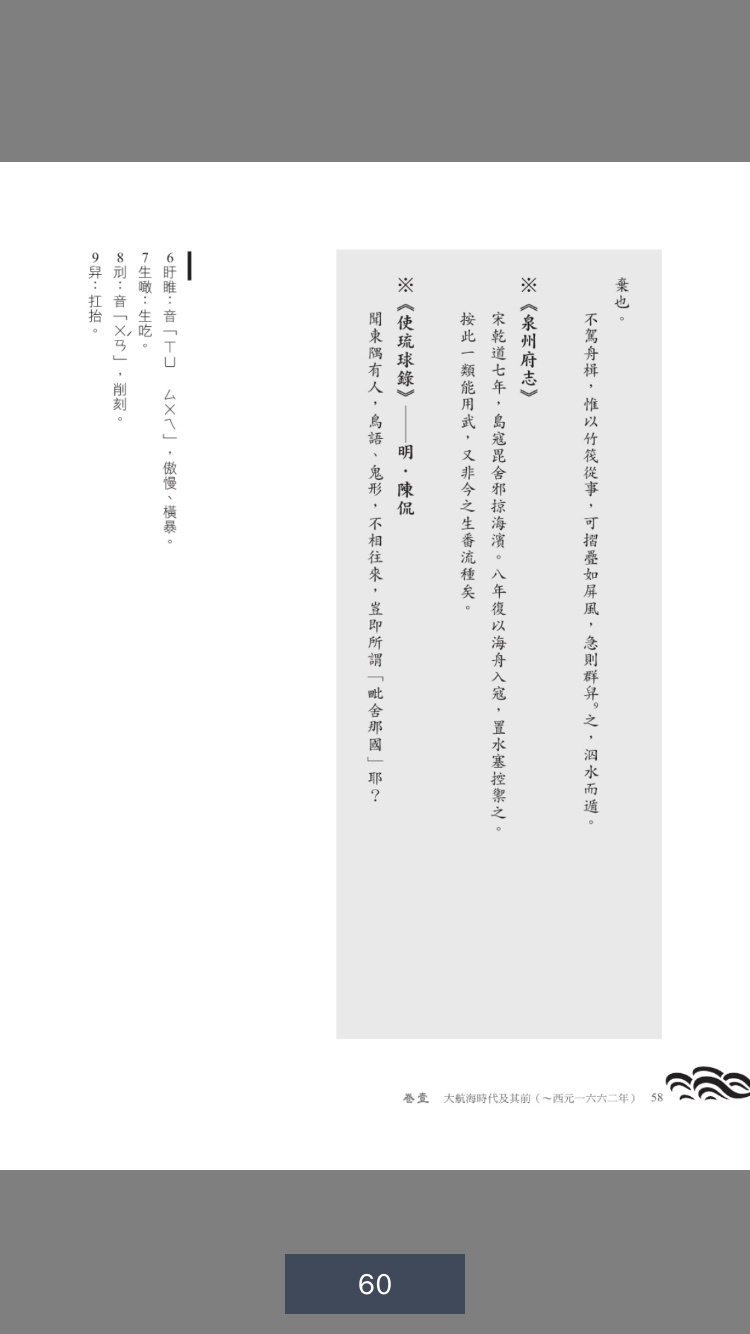 棄也。
不駕舟楫，惟以竹筏從事，可摺疊如屏風，急則群舁9之，泅水而遁。
※《泉州府志》
宋乾道七年，島寇毘舍邪掠海濱。八年復以海舟入寇，置水寨控禦之。
按此一類能用武，又非今之生番流種矣。
※《使琉球錄》——明．陳侃
聞東隅有人，鳥語、鬼形，不相往來，豈即所謂「毗舍那國」耶？
6盱睢：音「ㄒㄩ ㄙㄨㄟ」，傲慢、橫暴。
7生噉：生吃。
8刓：音「ㄨㄢˊ」，削刻。
9舁：扛抬。
卷壹 大航海時代及其前（～西元一六六二年） 58
60